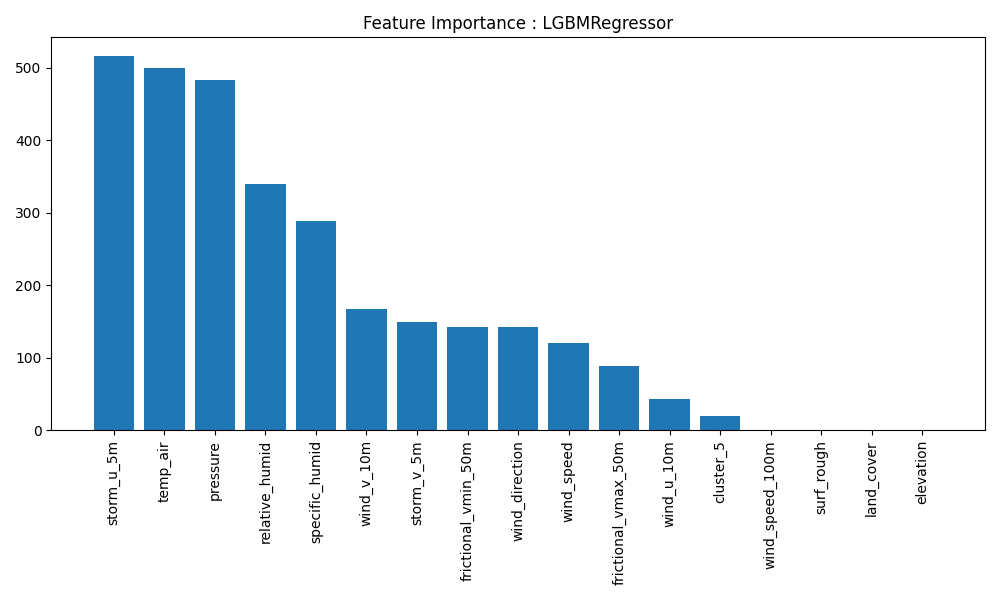 Feature Importance : LGBMRegressor
500
400
300
200
100
0
storm_u_5m
temp_air
pressure
relative_humid
specific_humid
wind_v_10m
storm_v_5m
frictional_vmin_50m
wind_direction
wind_speed
frictional_vmax_50m
wind_u_10m
cluster_5
wind_speed_100m
surf_rough
land_cover
elevation